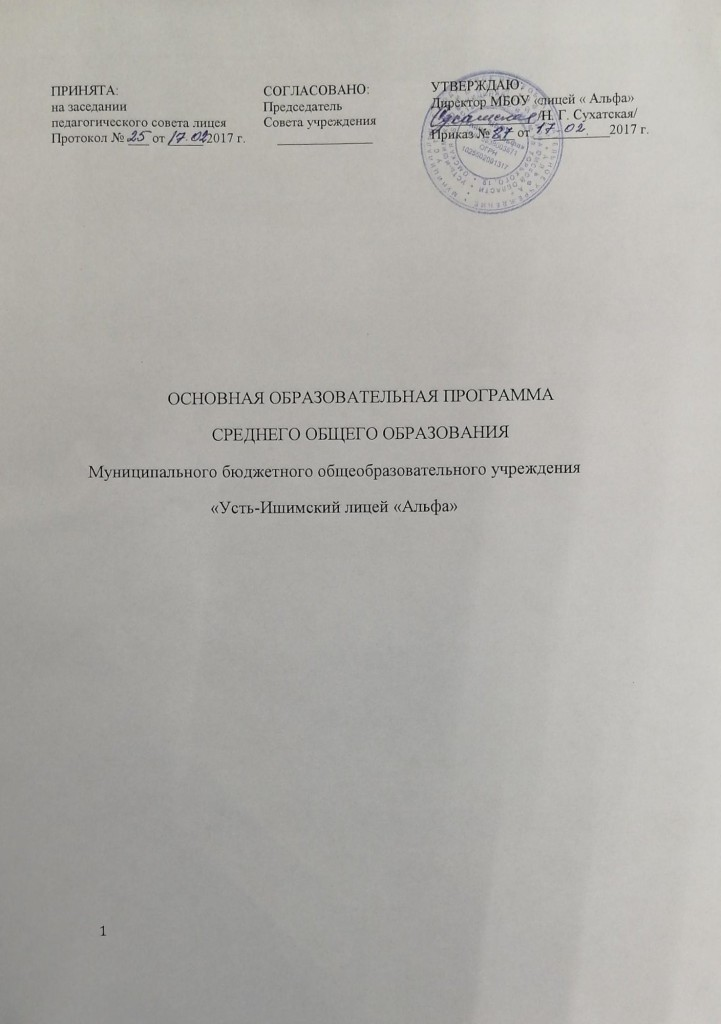 ПРИНЯТА:
на заседании
педагогического совета лицея
Протокол № 25 от 17.02 2017 г.
СОГЛАСОВАНО:
Председатель
Совета учреждения
УТВЕРЖДАЮ:
Директор МБОУ «лицей « Альфа»
/Н. Г. Сухатская/
Приказ № 87 от 17.02. 2017 г.
ОСНОВНАЯ ОБРАЗОВАТЕЛЬНАЯ ПРОГРАММА
СРЕДНЕГО ОБЩЕГО ОБРАЗОВАНИЯ
Муниципального бюджетного общеобразовательного учреждения
«Усть-Ишимский лицей «Альфа»
1